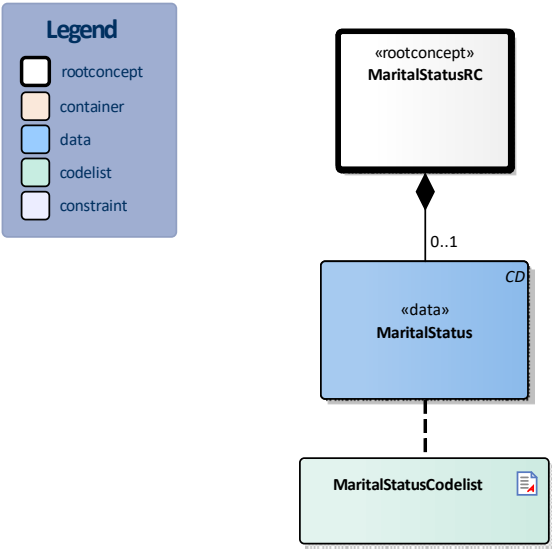 Legend
rootconcept
container
data
codelist
constraint
«rootconcept»
MaritalStatusRC
0..1
CD
«data»
MaritalStatus
MaritalStatusCodelist